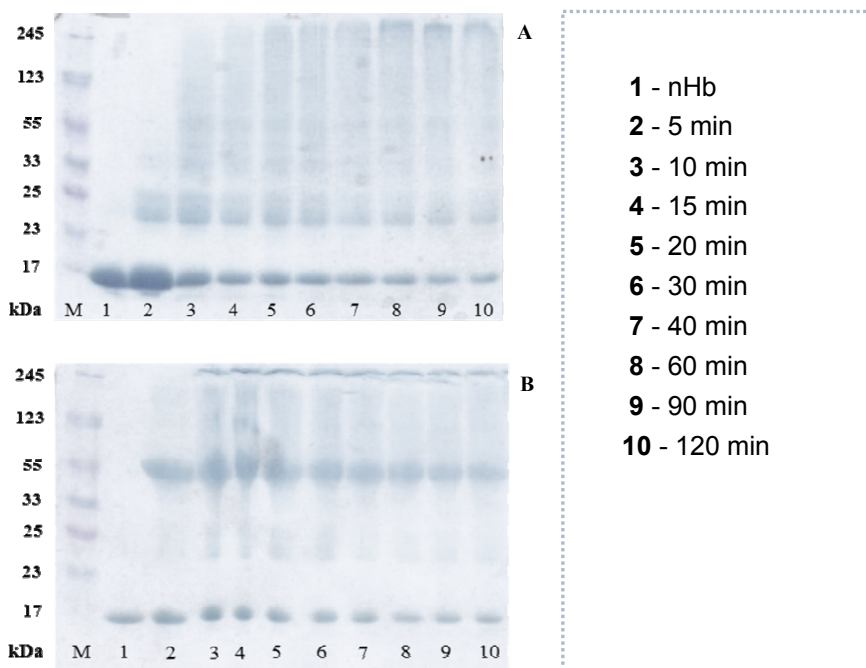 245
A
123
55
33
25
23
17
kDa M 1 2 3 4 5 6 7 8 9 10
245
B
123
55
33
25
23
17
kDa M 1 2 3 4 5 6 7 8 9 10
1 - nHb
2 - 5 min
3 - 10 min
4 - 15 min
5 - 20 min
6 - 30 min
7 - 40 min
8 - 60 min
9 - 90 min
10 - 120 min